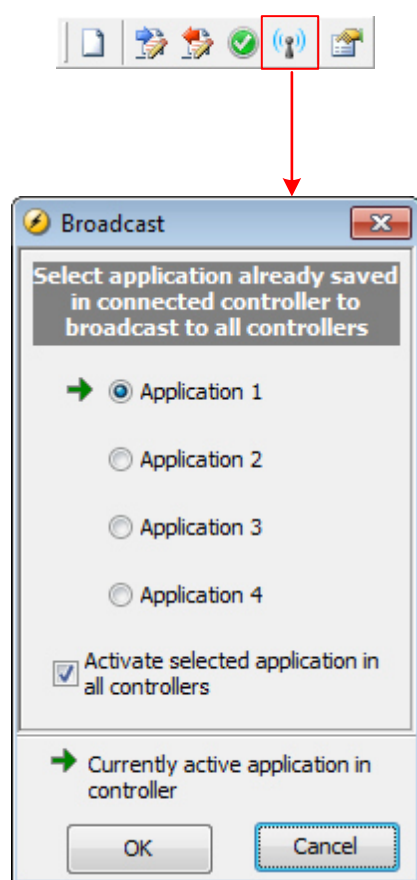 Broadcast
Select application already saved
in connected controller to
broadcast to all controllers
Application 1
Application 2
Application 3
Application 4
Activate selected application in
all controllers
Currently active application in
controller
OK
Cancel